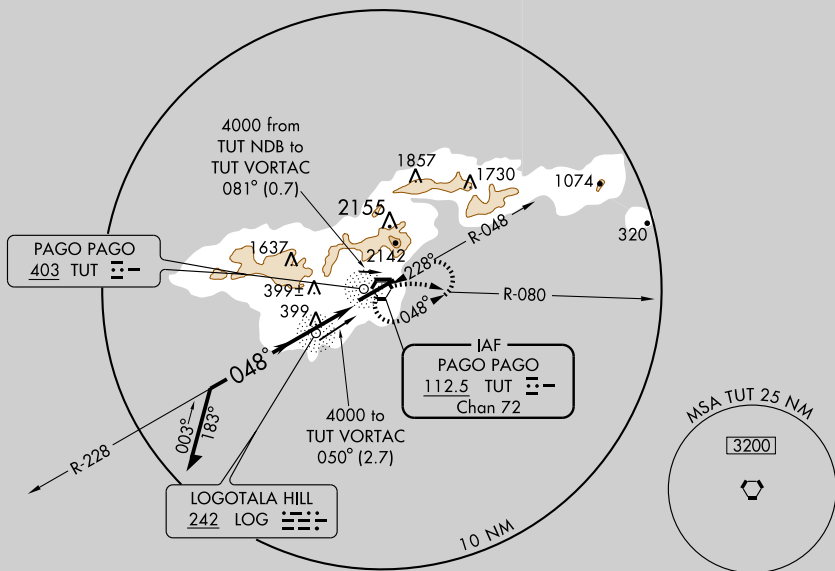 4000 from
TUT NDB to
TUT VORTAC
081° (0.7)
1857
1730
1074
2155
R-048
320
PAGO PAGO
403 TUT
1637
2142
228°
399±
R-080
399
048°
048°
IAF
PAGO PAGO
112.5 TUT
Chan 72
003°
183°
4000 to
TUT VORTAC
050° (2.7)
R-228
MSA TUT 25 NM
3200
LOGOTALA HILL
242 LOG
10 NM